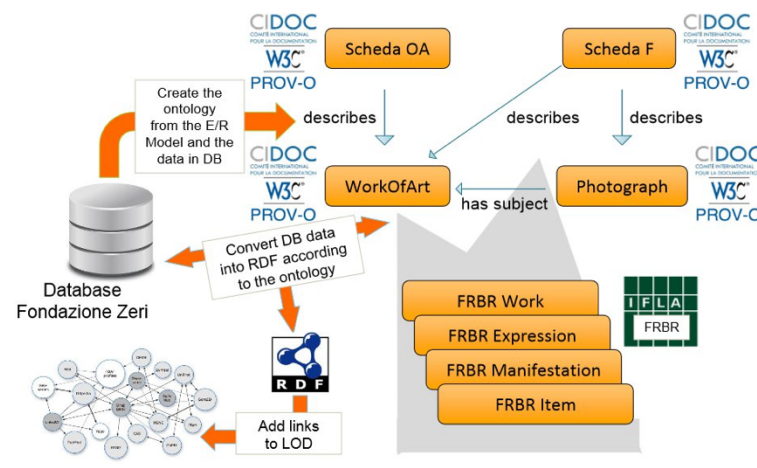 CIDOC
COMITÉ INTERNATIONAL
POUR LA DOCUMENTATION
W3C
PROV-O
Scheda OA
Scheda F
CIDOC
COMITÉ INTERNATIONAL
POUR LA DOCUMENTATION
W3C
PROV-O
Create the
ontology
from the E/R
Model and the
data in DB
describes
describes
describes
CIDOC
COMITÉ INTERNATIONAL
POUR LA DOCUMENTATION
W3C
PROV-O
WorkOfArt
has subject
Photograph
CIDOC
COMITÉ INTERNATIONAL
POUR LA DOCUMENTATION
W3C
PROV-O
Convert DB data
into RDF according
to the ontology
Database
Fondazione Zeri
FRBR Work
FRBR Expression
FRBR Manifestation
FRBR Item
IFLA
FRBR
RDF
Add links
to LOD